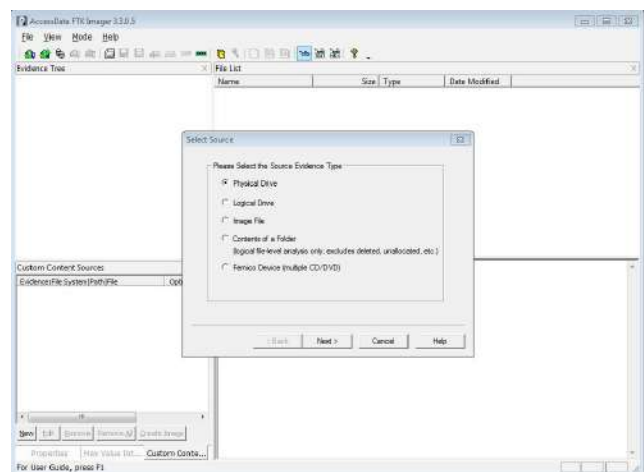 AccessData FTK Imager 3.3.0.5
File View Mode Help
Evidence Tree
File List
Name Size Type Date Modified
Select Source
Please Select the Source Evidence Type
Physical Drive
Logical Drive
Image File
Contents of a Folder
(logical file-level analysis only; excludes deleted, unallocated, etc.)
Fernico Device (multiple CD/DVD)
< Back Next > Cancel Help
Custom Content Sources
Evidence:File System|Path|File Opti
New Edit Remove Remove All Create Image
Properties Hex Value Int... Custom Conte...
For User Guide, press F1